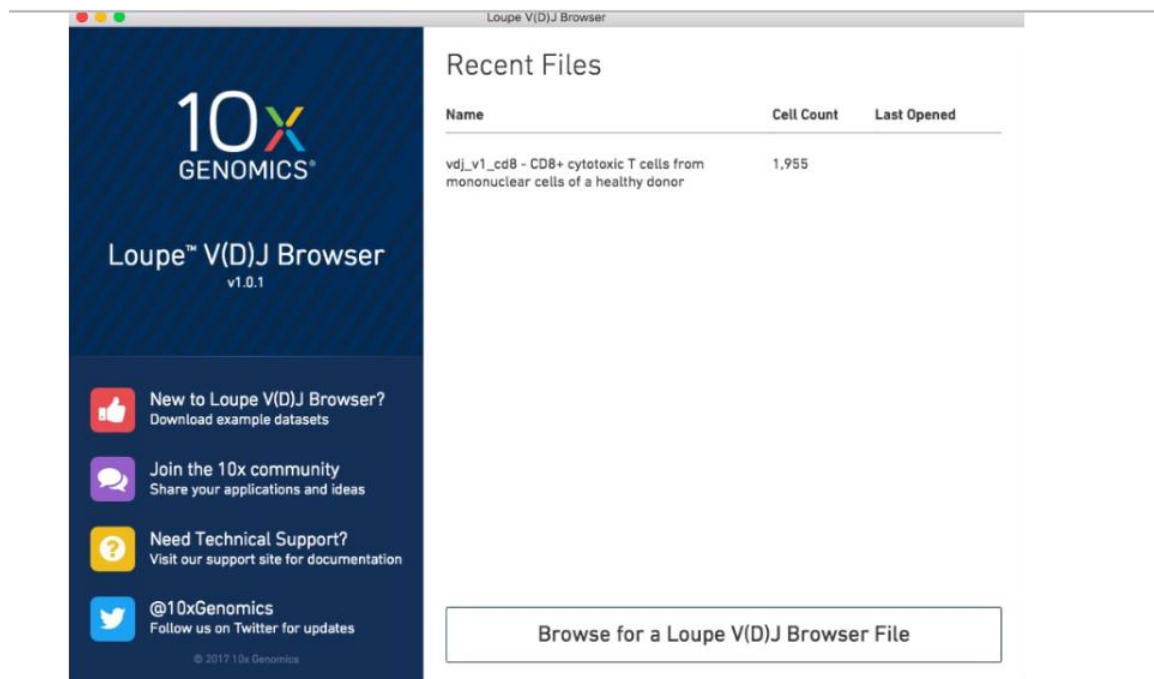 Loupe V(D)J Browser
10x
GENOMICS®
Loupe™ V(D)J Browser
v1.0.1
New to Loupe V(D)J Browser?
Download example datasets
Join the 10x community
Share your applications and ideas
Need Technical Support?
Visit our support site for documentation
@10xGenomics
Follow us on Twitter for updates
© 2017 10x Genomics
Recent Files
Name Cell Count Last Opened
vdj_v1_cd8 - CD8+ cytotoxic T cells from 1,955
mononuclear cells of a healthy donor
Browse for a Loupe V(D)J Browser File